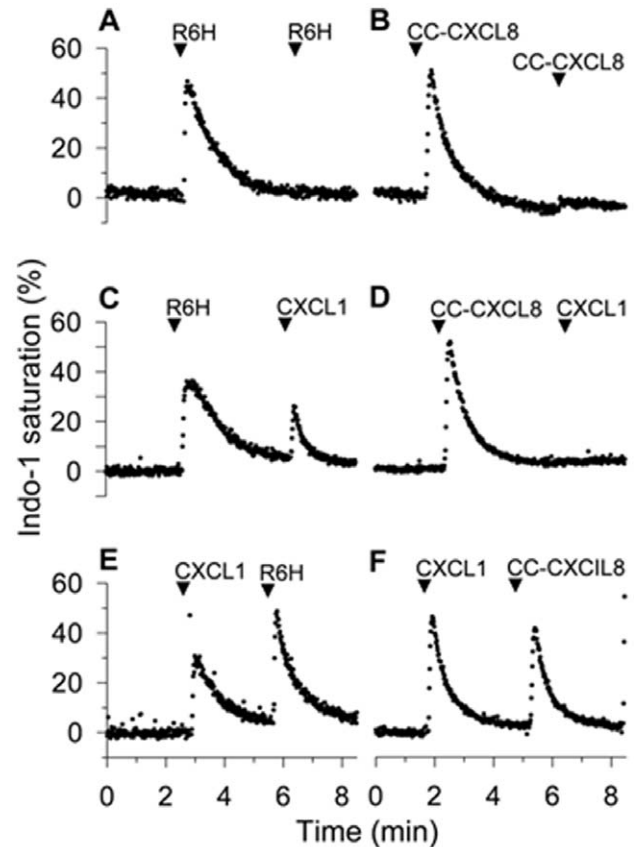 A R6H R6H B CC-CXCL8
CC-CXCL8
60
40
20
0
C R6H CXCL1 D CC-CXCL8 CXCL1
60
40
20
0
Indo-1 saturation (%)
E CXCL1 R6H F CXCL1 CC-CXCIL8
60
40
20
0
0 2 4 6 8 0 2 4 6 8
Time (min)